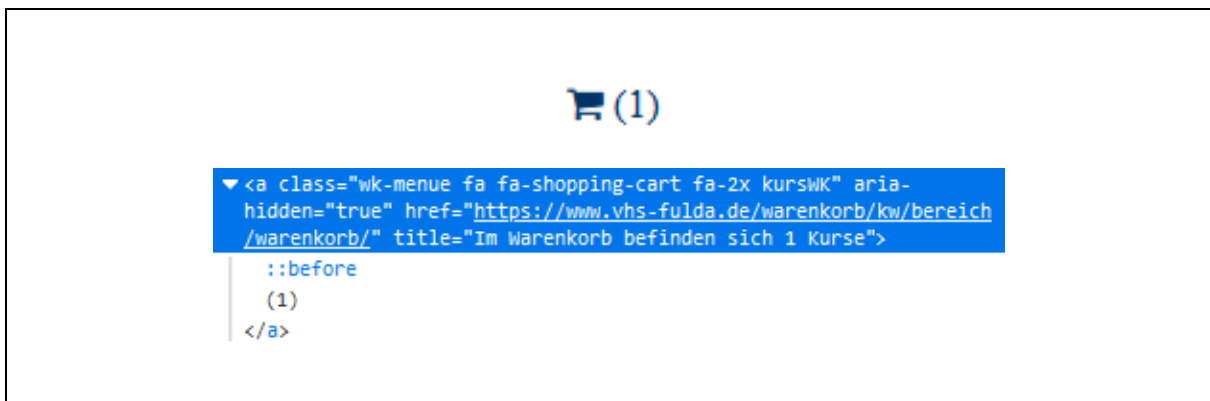 (1)
<a class="wk-menue fa fa-shopping-cart fa-2x kursWK" aria-
hidden="true" href="https://www.vhs-fulda.de/warenkorb/kw/bereich
/warenkorb/" title="Im Warenkorb befinden sich 1 Kurse">
::before
(1)
</a>